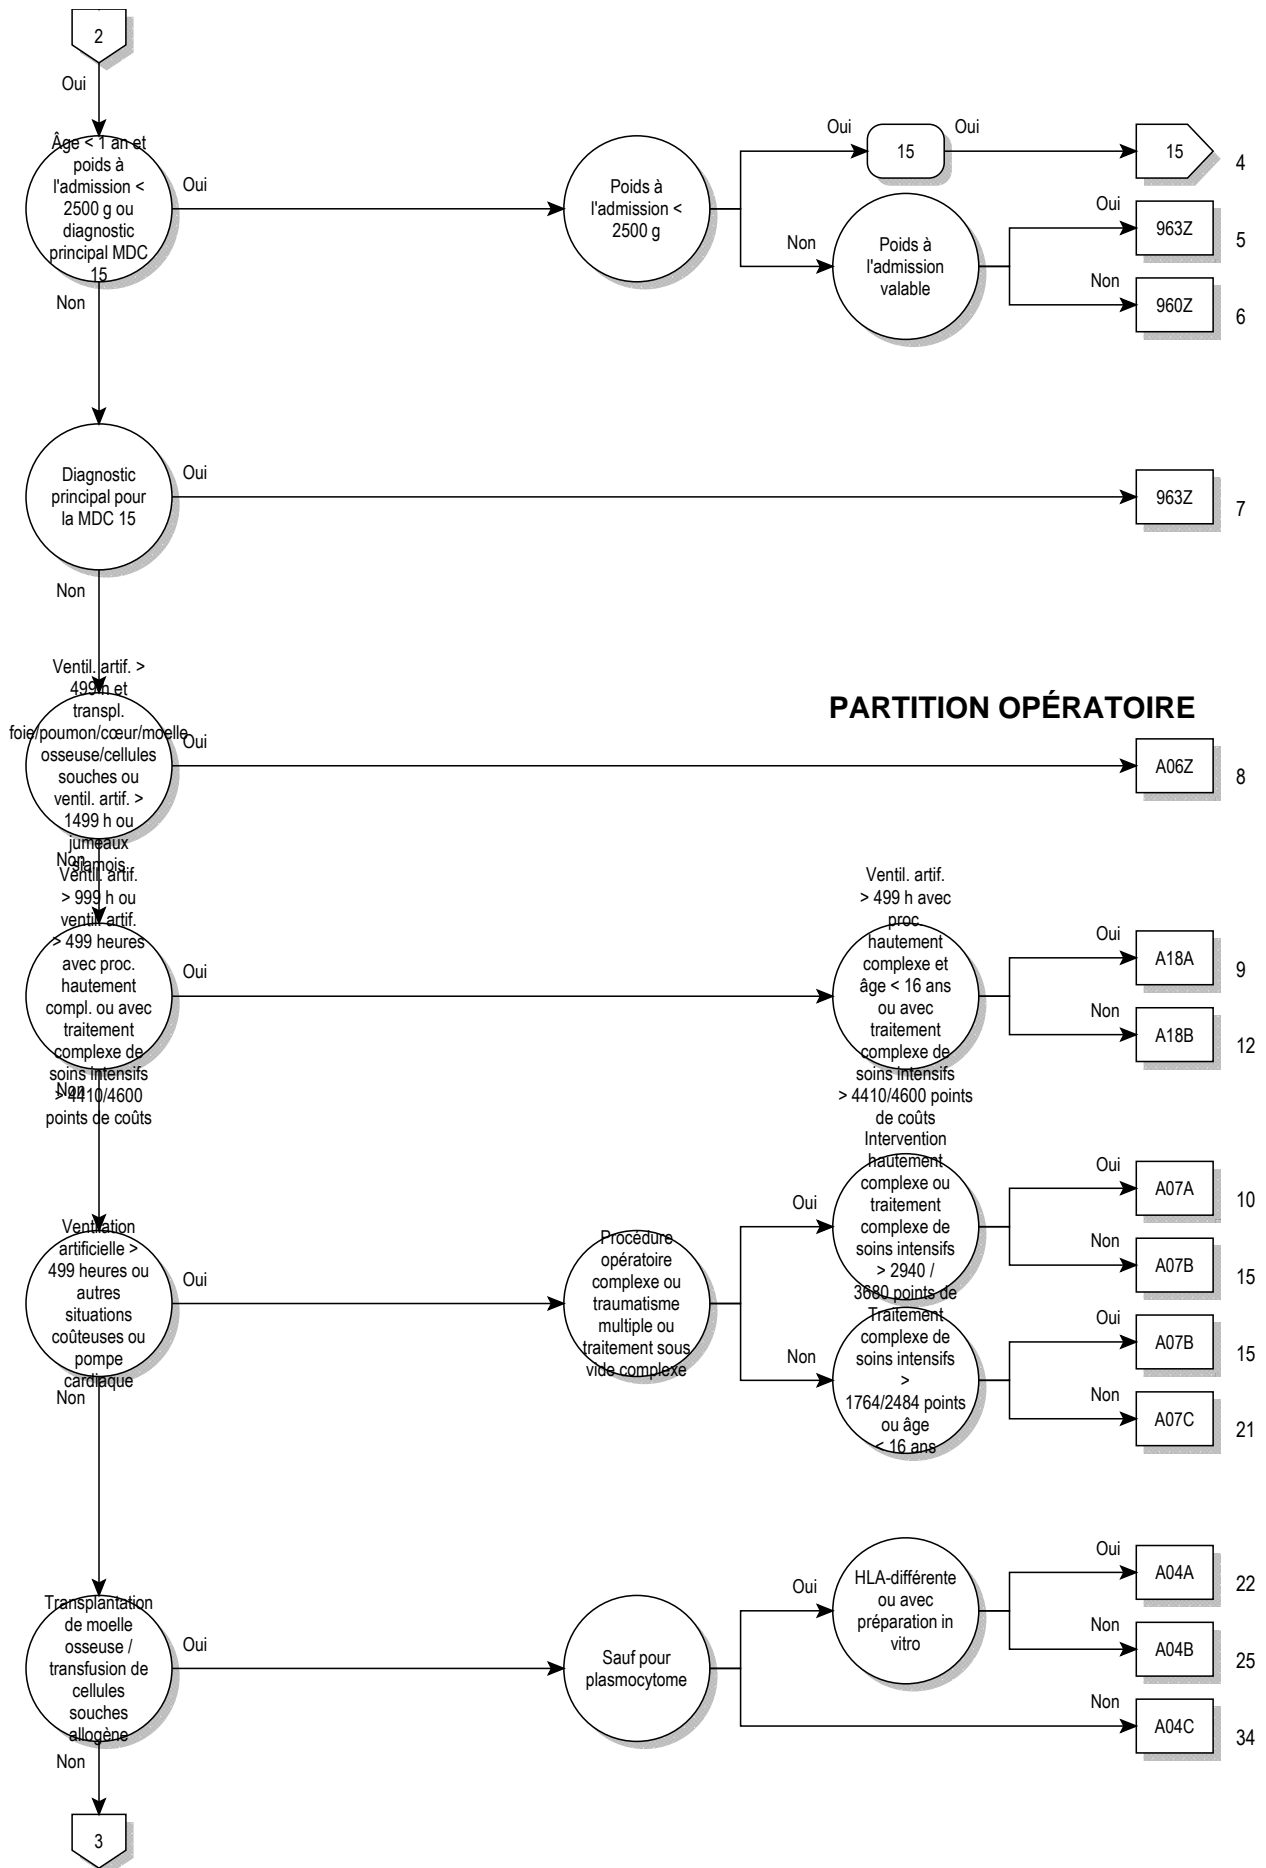 2
Oui
Âge < 1 an et
poids à
l'admission <
2500 g ou
diagnostic
principal MDC
15
Oui
Non
Poids à
l'admission <
2500 g
Oui
15
Oui
15
4
Non
Poids à
l'admission
valable
Oui
963Z
5
Non
960Z
6
Diagnostic
principal pour
la MDC 15
Oui
963Z
7
Non
PARTITION OPÉRATOIRE
Ventil. artif. >
499 h et
transpl.
foie/poumon/cœur/moelle
osseuse/cellules
souches ou
ventil. artif. >
1499 h ou
jumeaux
siamois
Oui
A06Z
8
Non
Ventil. artif.
> 999 h ou
ventil. artif.
> 499 heures
avec proc.
hautement
compl. ou avec
traitement
complexe de
soins intensifs
> 4410/4600
points de coûts
Oui
Non
Ventil. artif.
> 499 h avec
proc.
hautement
complexe et
âge < 16 ans
ou avec
traitement
complexe de
soins intensifs
> 4410/4600 points
de coûts
Oui
A18A
9
Non
A18B
12
Ventilation
artificielle >
499 heures ou
autres
situations
coûteuses ou
pompe
cardiaque
Oui
Non
Procédure
opératoire
complexe ou
traumatisme
multiple ou
traitement sous
vide complexe
Oui
Intervention
hautement
complexe ou
traitement
complexe de
soins intensifs
> 2940 /
3680 points de
Oui
A07A
10
Non
A07B
15
Non
Traitement
complexe de
soins intensifs
>
1764/2484 points
ou âge
< 16 ans
Oui
A07B
15
Non
A07C
21
Transplantation
de moelle
osseuse /
transfusion de
cellules
souches
allogène
Oui
Non
Sauf pour
plasmocytome
Oui
HLA-différente
ou avec
préparation in
vitro
Oui
A04A
22
Non
A04B
25
Non
A04C
34
3